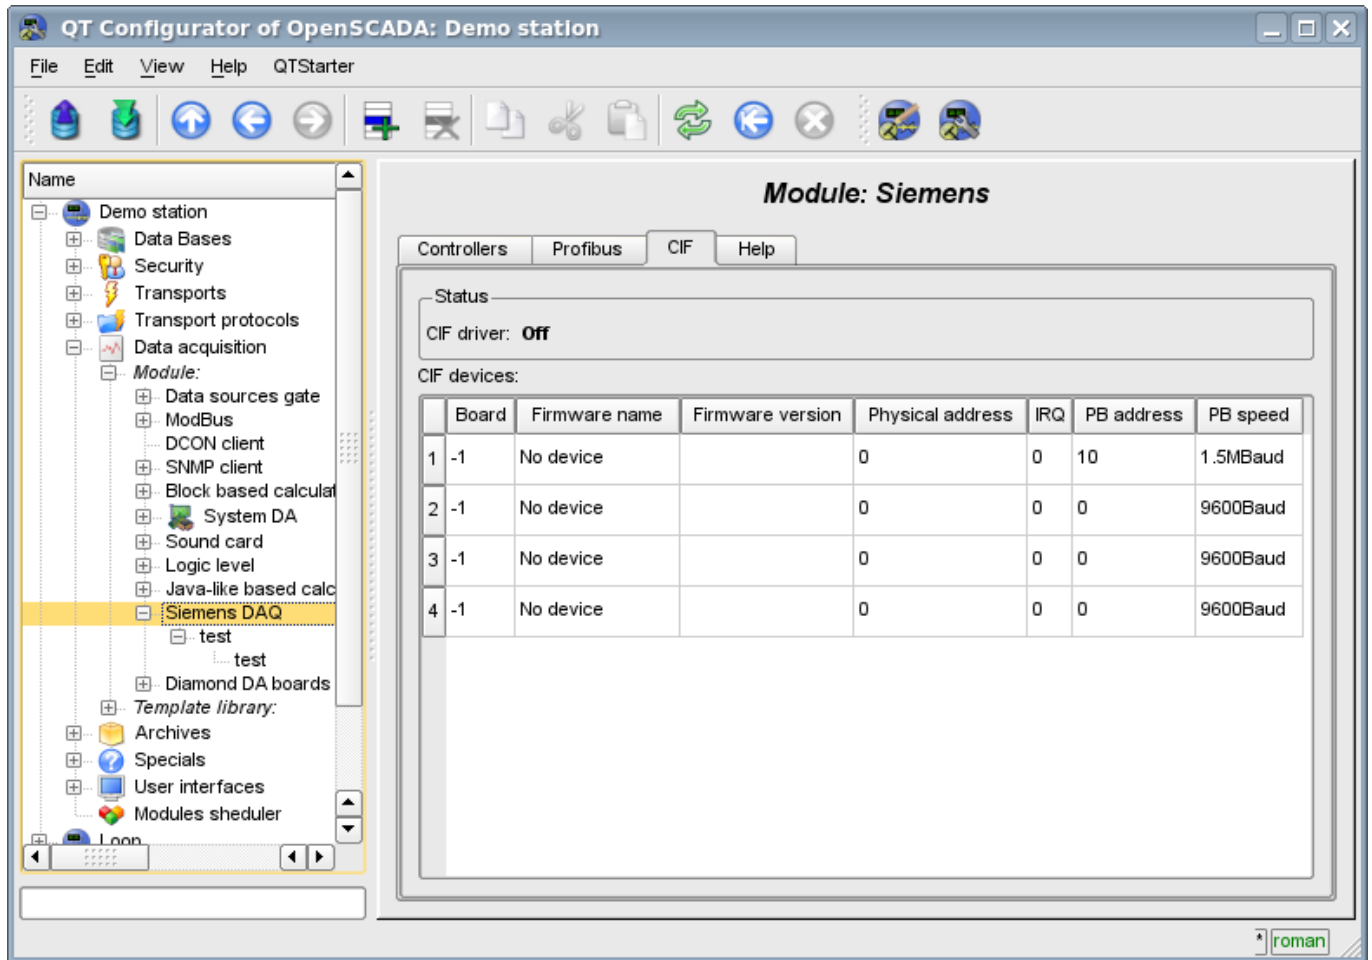 QT Configurator of OpenSCADA: Demo station
File Edit View Help QTStarter
Name
Demo station
Data Bases
Security
Transports
Transport protocols
Data acquisition
Module:
Data sources gate
ModBus
DCON client
SNMP client
Block based calculat
System DA
Sound card
Logic level
Java-like based calc
Siemens DAQ
test
test
Diamond DA boards
Template library:
Archives
Specials
User interfaces
Modules sheduler
Loop
Module: Siemens
Controllers Profibus CIF Help
Status
CIF driver: Off
CIF devices:
Board Firmware name Firmware version Physical address IRQ PB address PB speed
1 -1 No device 0 0 10 1.5MBaud
2 -1 No device 0 0 0 9600Baud
3 -1 No device 0 0 0 9600Baud
4 -1 No device 0 0 0 9600Baud
* roman